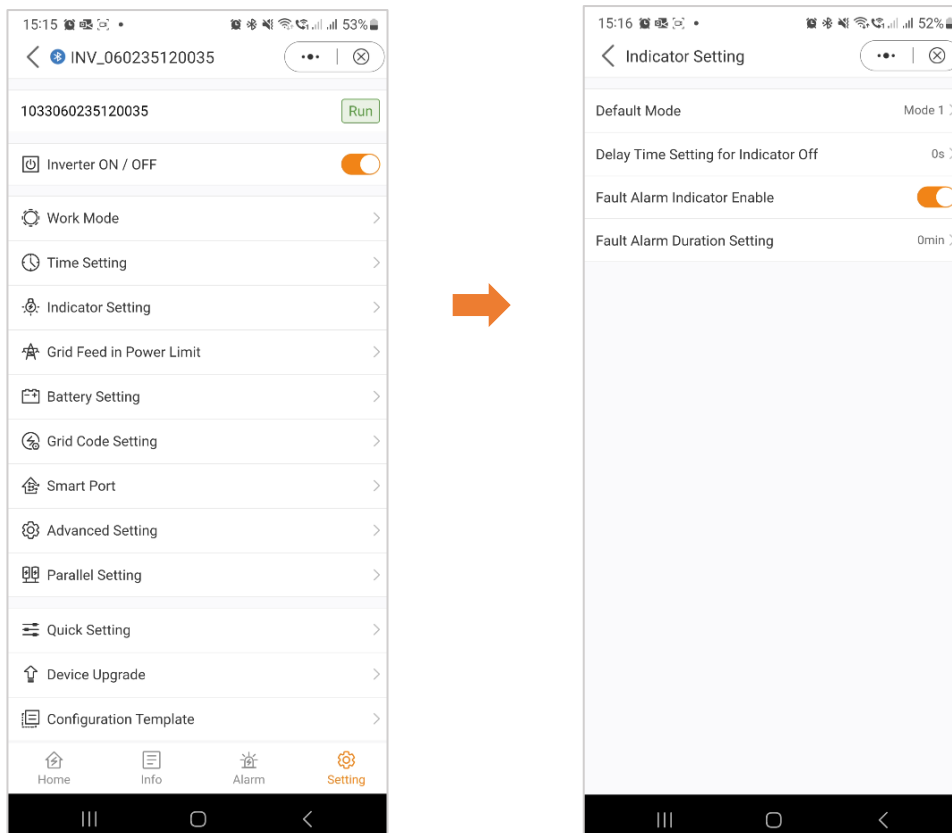 15:15 53%
INV_060235120035
1033060235120035 Run
Inverter ON / OFF
Work Mode
Time Setting
Indicator Setting
Grid Feed in Power Limit
Battery Setting
Grid Code Setting
Smart Port
Advanced Setting
Parallel Setting
Quick Setting
Device Upgrade
Configuration Template
Home Info Alarm Setting
15:16 52%
Indicator Setting
Default Mode Mode 1
Delay Time Setting for Indicator Off 0s
Fault Alarm Indicator Enable
Fault Alarm Duration Setting 0min